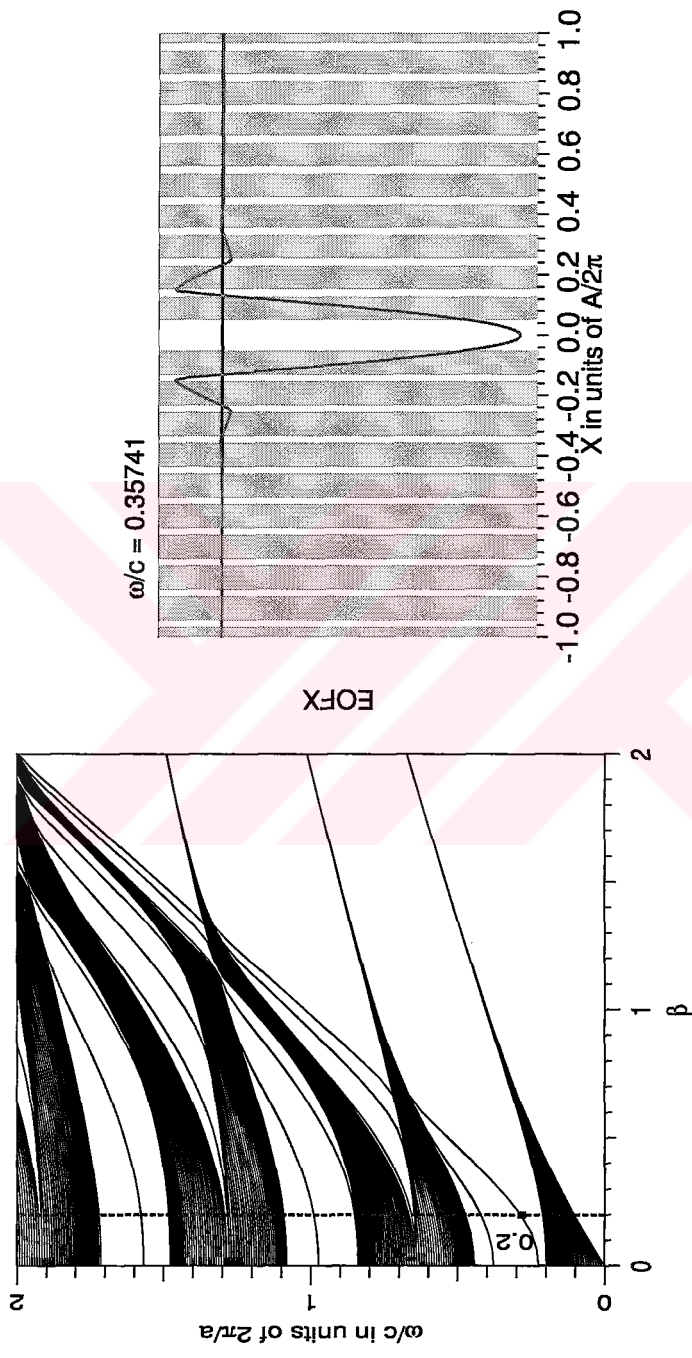 ω/c = 0.35741
EOFX
-1.0 -0.8 -0.6 -0.4 -0.2 0.0 0.2 0.4 0.6 0.8 1.0
X in units of A/2π
2
1
0
ω/c in units of 2π/a
0.2
0 1 2
β